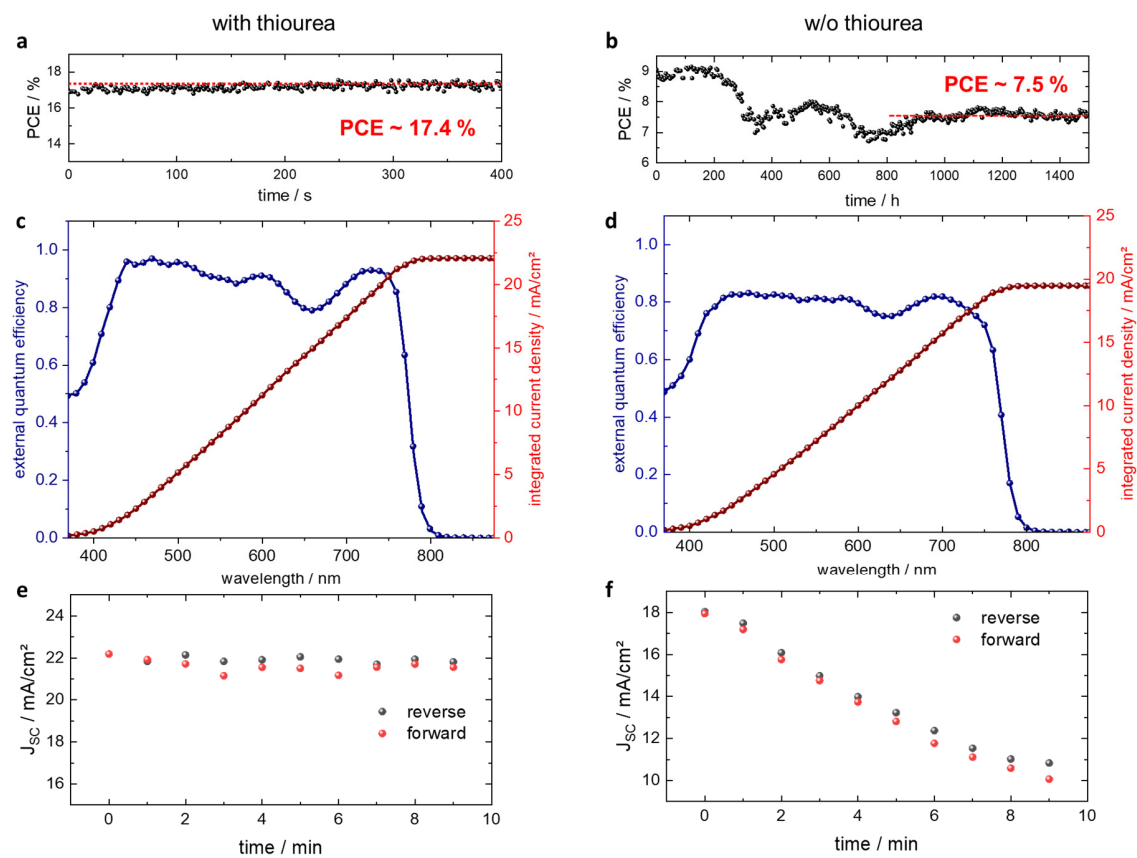 with thiourea
w/o thiourea
a
PCE / %
18
16
14
PCE ~ 17.4 %
0
100
200
300
400
time / s
b
PCE / %
9
8
7
6
PCE ~ 7.5 %
0
200
400
600
800
1000
1200
1400
time / h
c
external quantum efficiency
1.0
0.8
0.6
0.4
0.2
0.0
integrated current density / mA/cm²
25
20
15
10
5
0
400
500
600
700
800
wavelength / nm
d
external quantum efficiency
1.0
0.8
0.6
0.4
0.2
0.0
integrated current density / mA/cm²
25
20
15
10
5
0
400
500
600
700
800
wavelength / nm
e
J_SC / mA/cm²
24
22
20
18
16
reverse
forward
0
2
4
6
8
10
time / min
f
J_SC / mA/cm²
18
16
14
12
10
reverse
forward
0
2
4
6
8
10
time / min